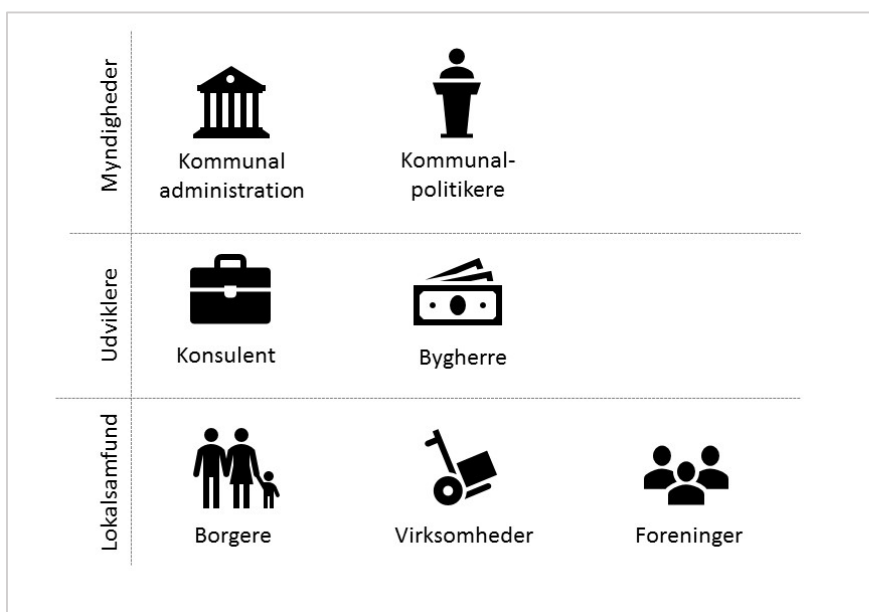 Myndigheder
Kommunal
administration
Kommunal-
politikere
Udviklere
Konsulent
Bygherre
Lokalsamfund
Borgere
Virksomheder
Foreninger